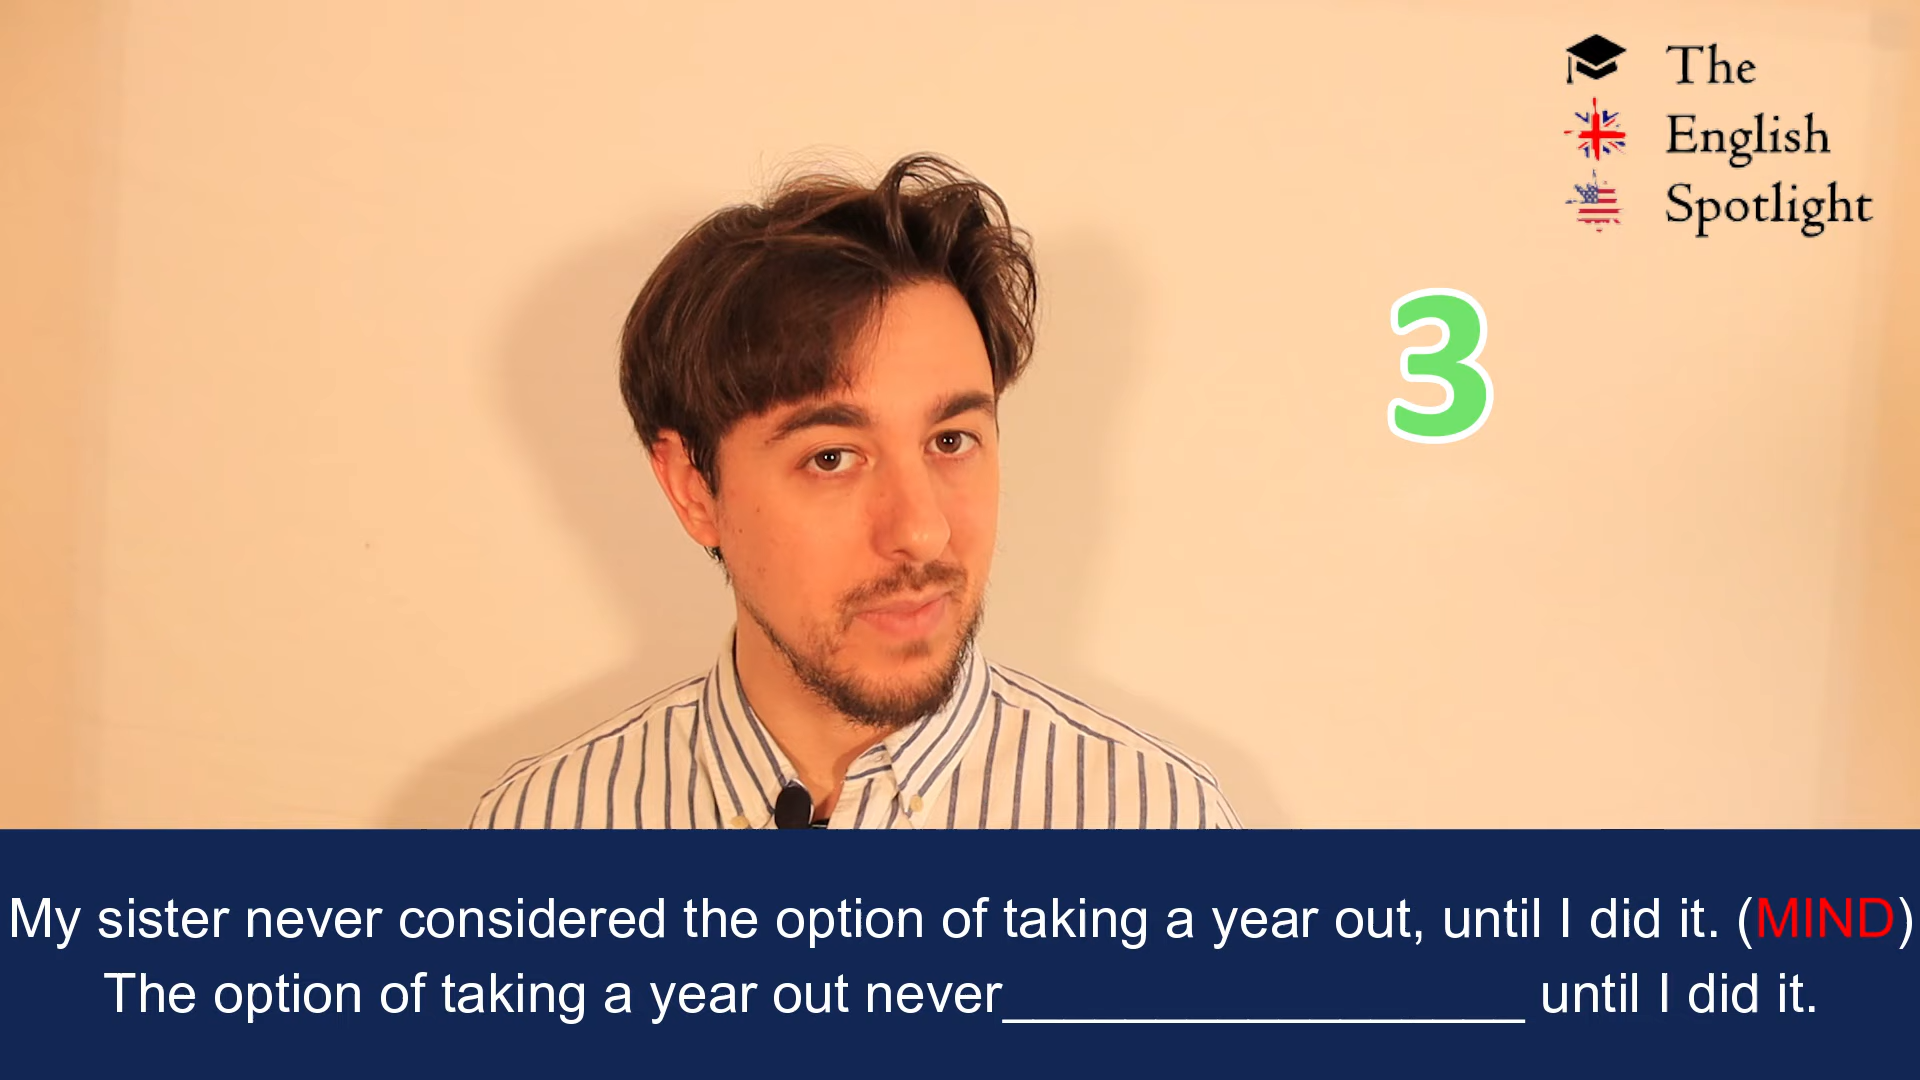 The
English
Spotlight
3
My sister never considered the option of taking a year out, until I did it. (MIND)
The option of taking a year out never_________________ until I did it.